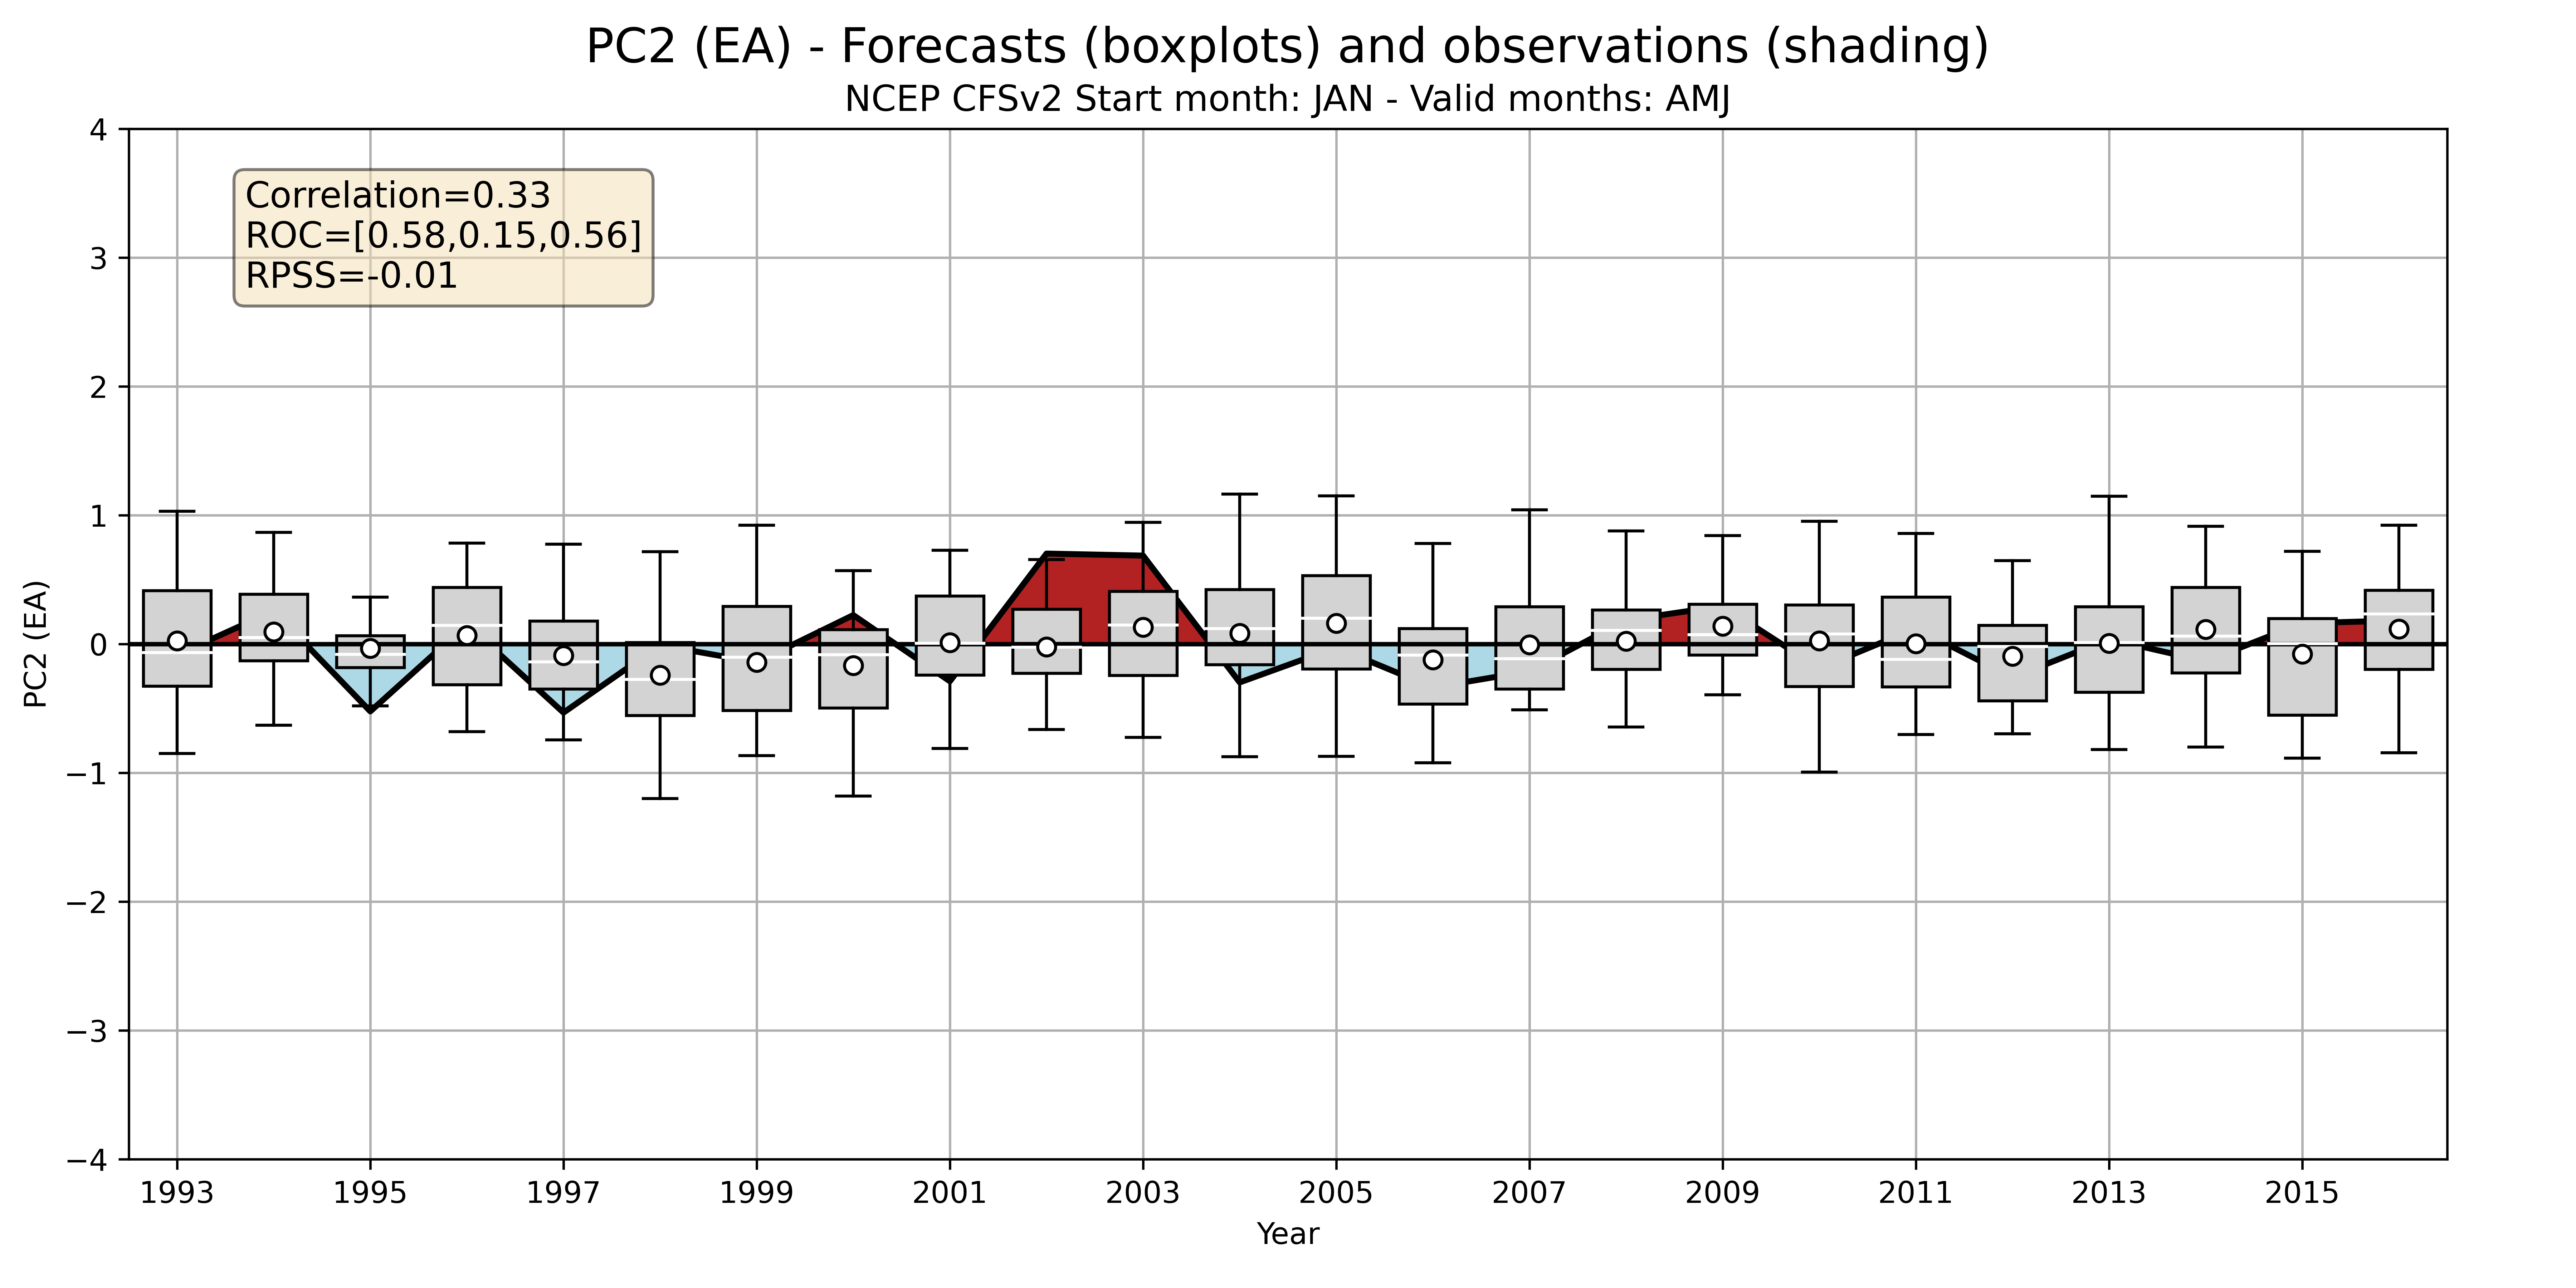 PC2 (EA) - Forecasts (boxplots) and observations (shading)
NCEP CFSv2 Start month: JAN - Valid months: AMJ
Correlation=0.33
ROC=[0.58,0.15,0.56]
RPSS=-0.01
PC2 (EA)
4
3
2
1
0
−1
−2
−3
−4
1993 1995 1997 1999 2001 2003 2005 2007 2009 2011 2013 2015
Year